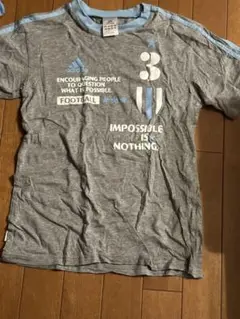 3
ENCOURAGING PEOPLE
TO QUESTION
WHAT IS POSSIBLE.
FOOTBALL
IMPOSSIBLE
IS
NOTHING.